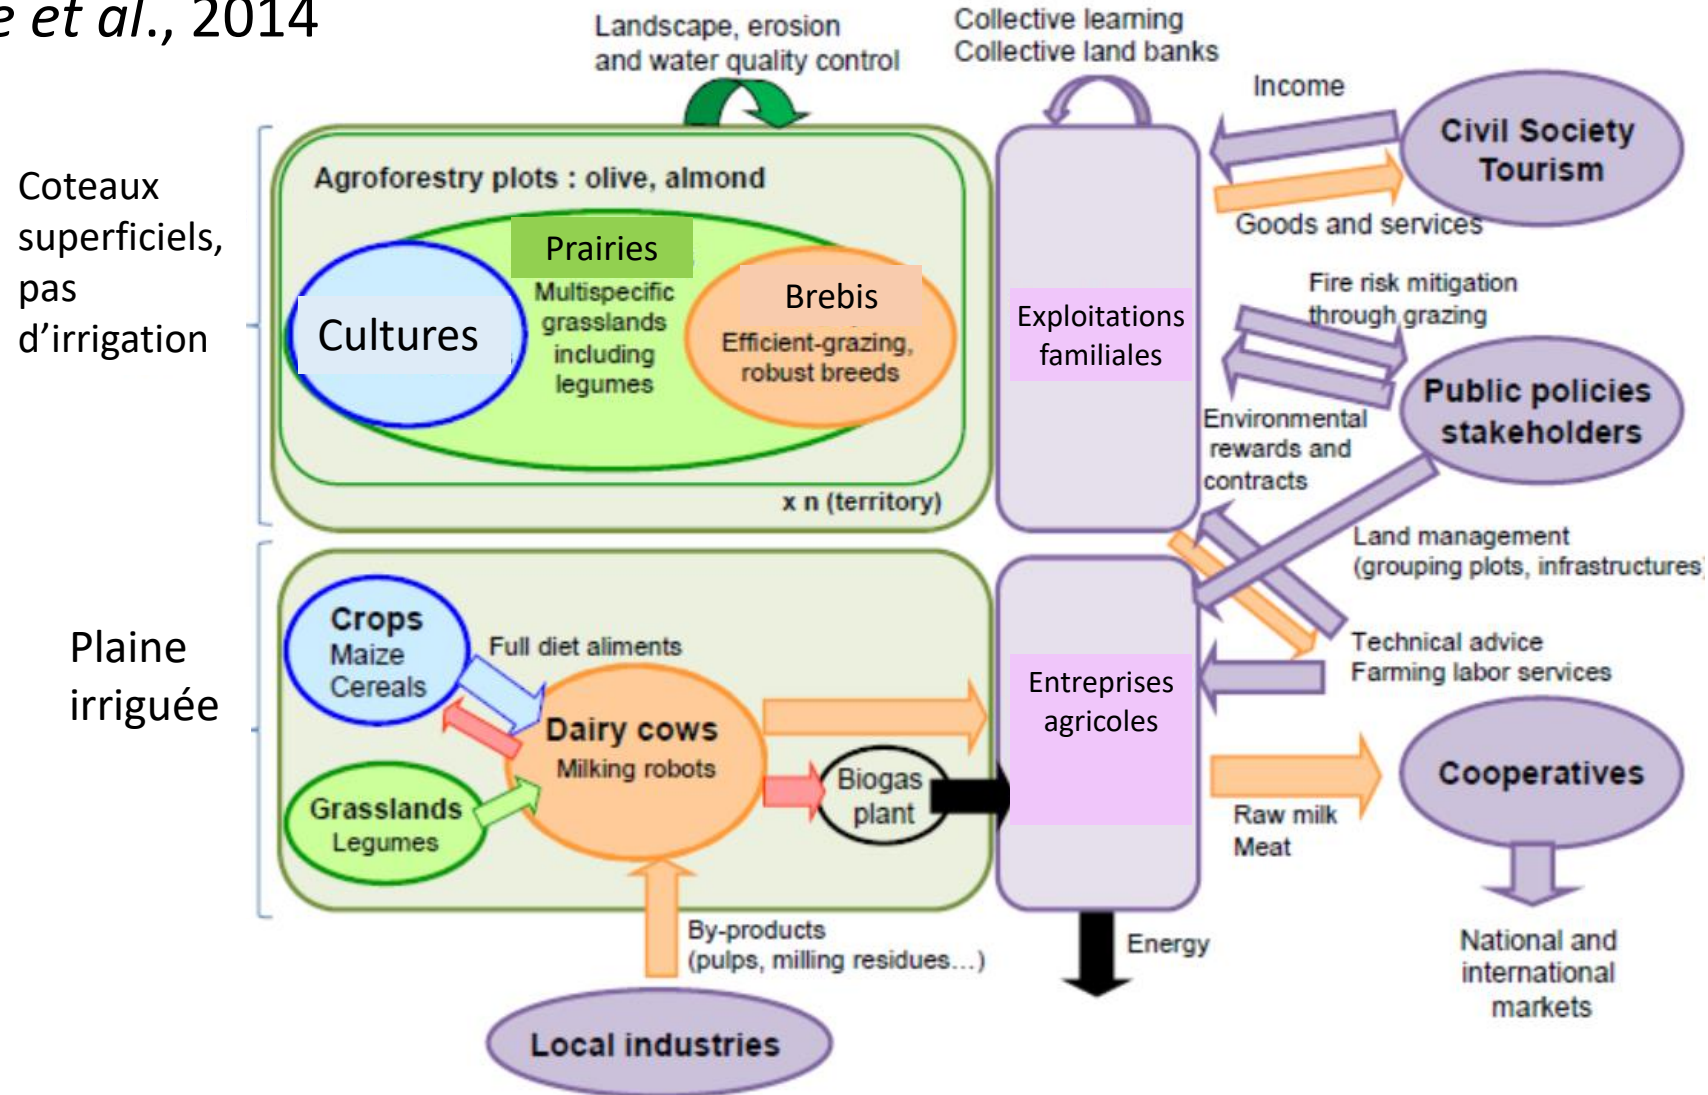 e et al., 2014
Landscape, erosion
and water quality control
Collective learning
Collective land banks
Income
Civil Society
Tourism
Goods and services
Coteaux
superficiels,
pas
d’irrigation
Agroforestry plots : olive, almond
Prairies
Multispecific
grasslands
including
legumes
Cultures
Brebis
Efficient-grazing,
robust breeds
x n (territory)
Exploitations
familiales
Fire risk mitigation
through grazing
Public policies
stakeholders
Environmental
rewards and
contracts
Land management
(grouping plots, infrastructures)
Technical advice
Farming labor services
Plaine
irriguée
Crops
Maize
Cereals
Full diet aliments
Dairy cows
Milking robots
Grasslands
Legumes
Biogas
plant
Entreprises
agricoles
Raw milk
Meat
Cooperatives
National and
international
markets
By-products
(pulps, milling residues…)
Energy
Local industries